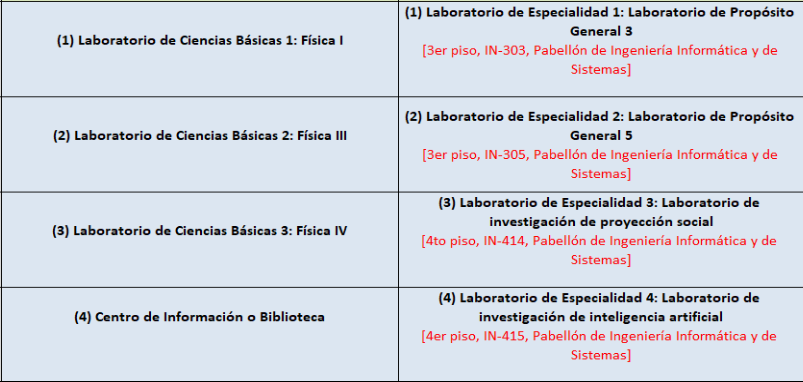 (1) Laboratorio de Ciencias Básicas 1: Física I
(1) Laboratorio de Especialidad 1: Laboratorio de Propósito
General 3
[3er piso, IN-303, Pabellón de Ingeniería Informática y de
Sistemas]
(2) Laboratorio de Ciencias Básicas 2: Física III
(2) Laboratorio de Especialidad 2: Laboratorio de Propósito
General 5
[3er piso, IN-305, Pabellón de Ingeniería Informática y de
Sistemas]
(3) Laboratorio de Ciencias Básicas 3: Física IV
(3) Laboratorio de Especialidad 3: Laboratorio de
investigación de proyección social
[4to piso, IN-414, Pabellón de Ingeniería Informática y de
Sistemas]
(4) Centro de Información o Biblioteca
(4) Laboratorio de Especialidad 4: Laboratorio de
investigación de inteligencia artificial
[4er piso, IN-415, Pabellón de Ingeniería Informática y de
Sistemas]